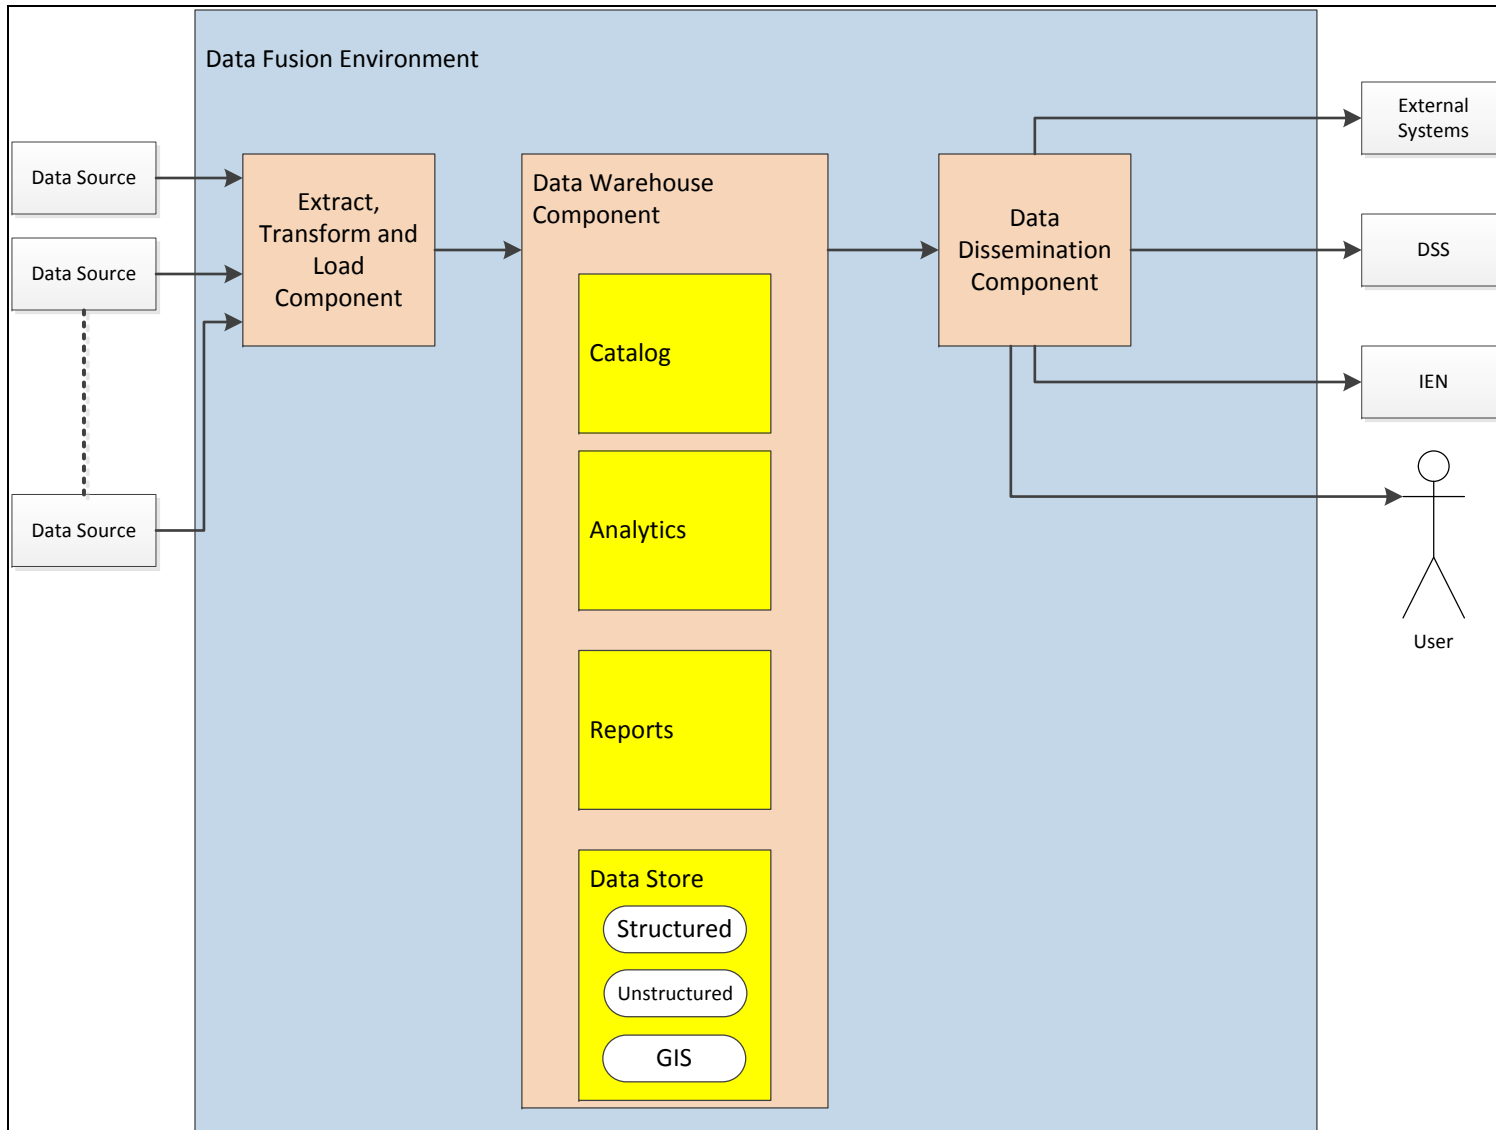 Data Fusion Environment
Data Source
Data Source
Data Source
Extract,
Transform and
Load
Component
Data Warehouse
Component
Catalog
Analytics
Reports
Data Store
Structured
Unstructured
GIS
Data
Dissemination
Component
External
Systems
DSS
IEN
User